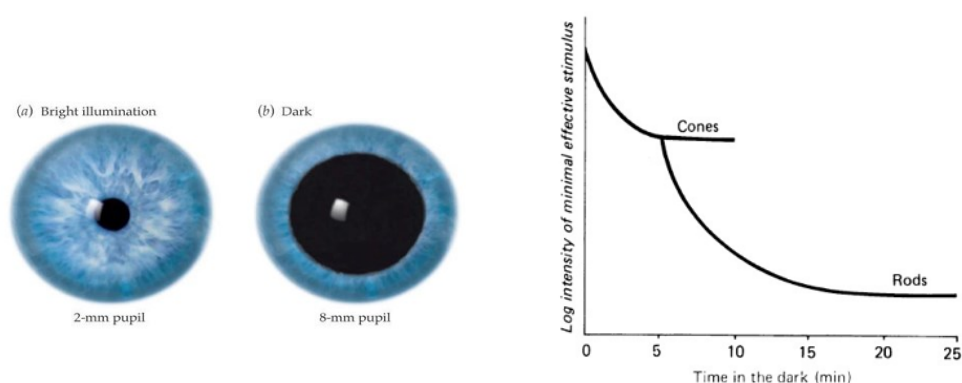 (a) Bright illumination
2-mm pupil
(b) Dark
8-mm pupil
Log intensity of minimal effective stimulus
Cones
Rods
0 5 10 15 20 25
Time in the dark (min)